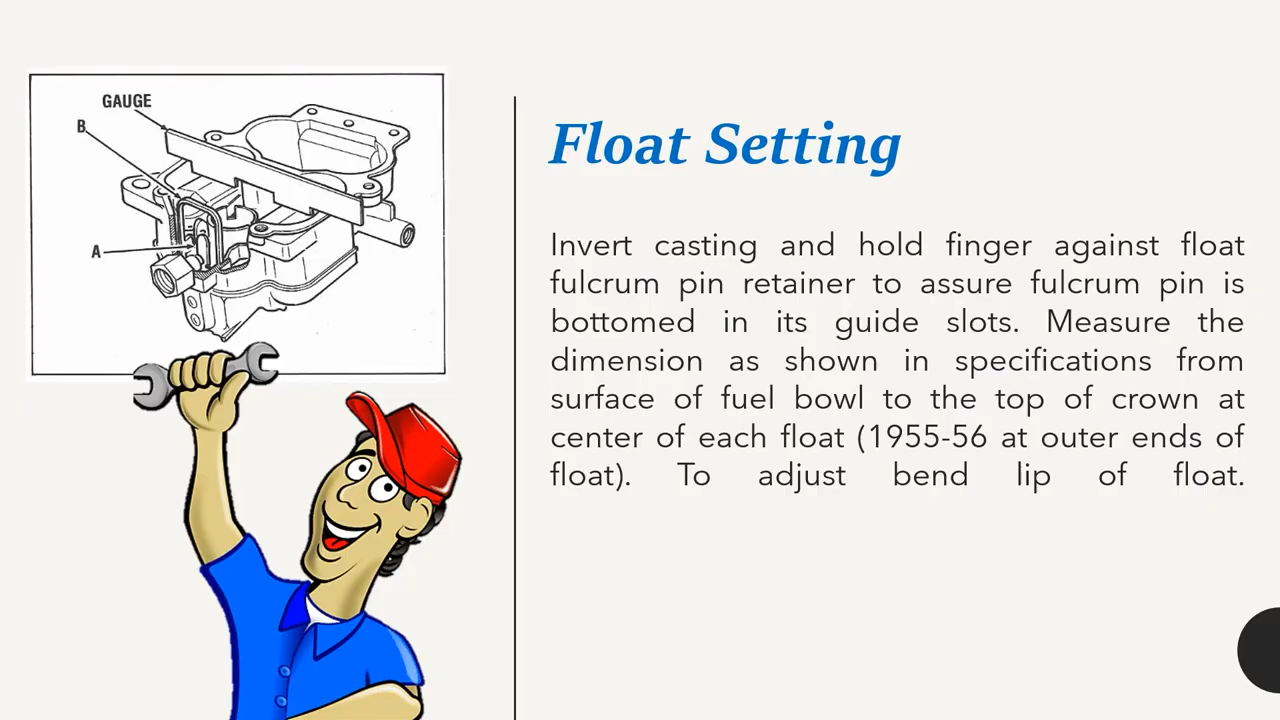 GAUGE
B
A
Float Setting
Invert casting and hold finger against float
fulcrum pin retainer to assure fulcrum pin is
bottomed in its guide slots. Measure the
dimension as shown in specifications from
surface of fuel bowl to the top of crown at
center of each float (1955-56 at outer ends of
float). To adjust bend lip of float.